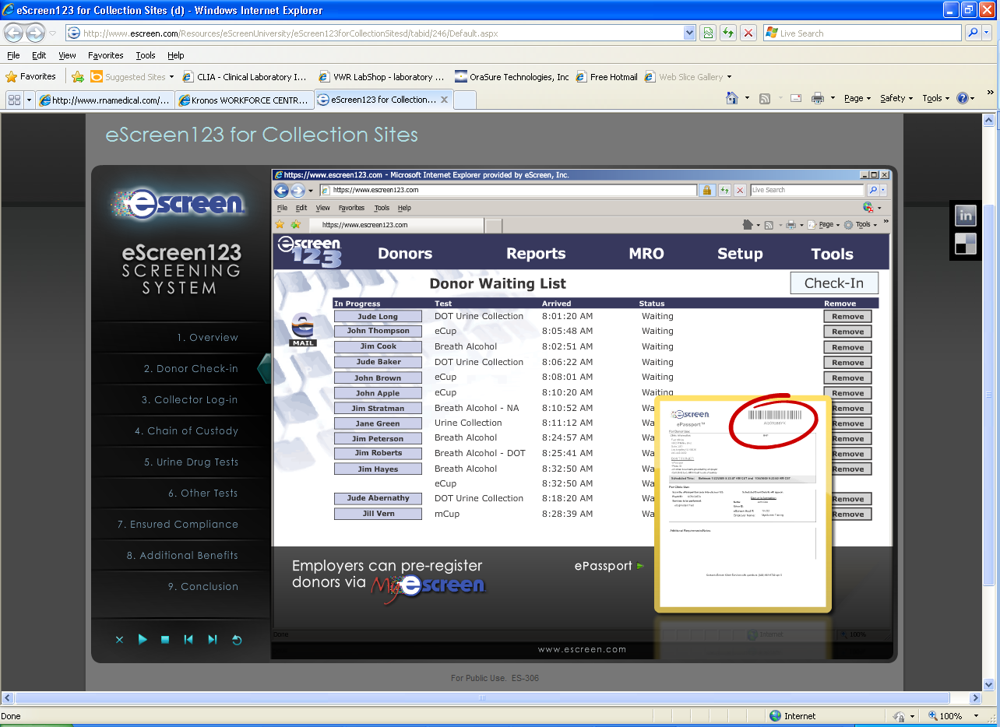 eScreen123 for Collection Sites (d) - Windows Internet Explorer
http://www.escreen.com/Resources/eScreenUniversity/eScreen123forCollectionSitesd/tabid/246/Default.aspx
Live Search
File Edit View Favorites Tools Help
Favorites Suggested Sites CLIA - Clinical Laboratory I... VWR LabShop - laboratory ... OraSure Technologies, Inc Free Hotmail Web Slice Gallery
http://www.rnamedical.com/... Kronos WORKFORCE CENTR... eScreen123 for Collection... Page Safety Tools
eScreen123 for Collection Sites
escreen
eScreen123
SCREENING
SYSTEM
1. Overview
2. Donor Check-in
3. Collector Log-in
4. Chain of Custody
5. Urine Drug Tests
6. Other Tests
7. Ensured Compliance
8. Additional Benefits
9. Conclusion
https://www.escreen123.com - Microsoft Internet Explorer provided by eScreen, Inc.
https://www.escreen123.com Live Search
File Edit View Favorites Tools Help
https://www.escreen123.com Page Tools
escreen 123 Donors Reports MRO Setup Tools
Donor Waiting List Check-In
In Progress Test Arrived Status Remove
Jude Long DOT Urine Collection 8:01:20 AM Waiting Remove
John Thompson eCup 8:05:48 AM Waiting Remove
MAIL
Jim Cook Breath Alcohol 8:02:51 AM Waiting Remove
Jude Baker DOT Urine Collection 8:06:22 AM Waiting Remove
John Brown eCup 8:08:01 AM Waiting Remove
John Apple eCup 8:10:20 AM Waiting Remove
Jim Stratman Breath Alcohol - NA 8:10:52 AM Wa Remove
Jane Green Urine Collection 8:11:12 AM Wa Remove
Jim Peterson Breath Alcohol 8:24:57 AM Wa Remove
Jim Roberts Breath Alcohol - DOT 8:25:41 AM Wa Remove
Jim Hayes Breath Alcohol 8:32:50 AM Wa Remove
eCup 8:32:50 AM Wa
Jude Abernathy DOT Urine Collection 8:18:20 AM Wa Remove
Jill Vern mCup 8:28:39 AM Wa Remove
escreen
ePassport™
For Donor Use:
For Clinic Use:
Additional Requirements/Notes:
Employers can pre-register
donors via My escreen
ePassport
Done Internet 100%
www.escreen.com
For Public Use. ES-306
Done Internet 100%